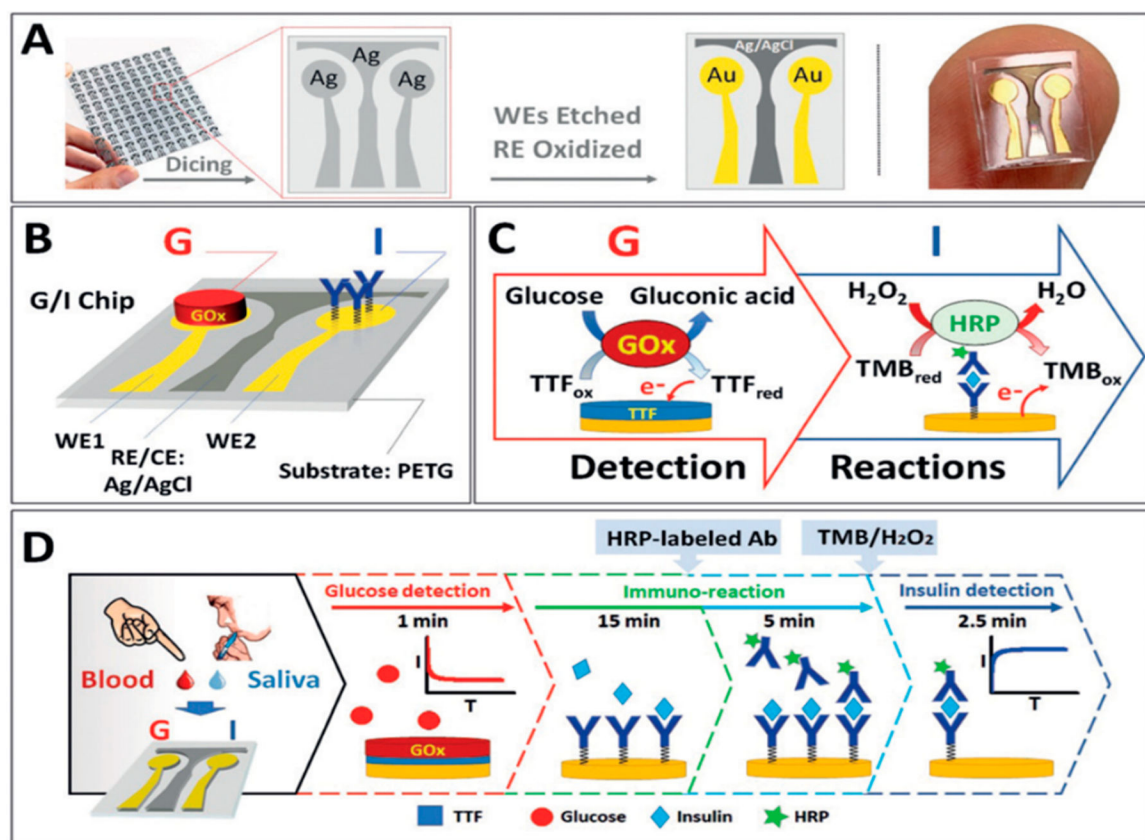 A
Dicing
Ag
Ag
Ag
WEs Etched
RE Oxidized
Ag/AgCl
Au
Au
B
G
I
G/I Chip
GOx
WE1
RE/CE:
Ag/AgCl
WE2
Substrate: PETG
C
G
Glucose
Gluconic acid
GOx
TTFox
e-
TTFred
TTF
Detection
I
H2O2
H2O
HRP
TMBred
TMBox
e-
Reactions
D
HRP-labeled Ab
TMB/H2O2
Blood
Saliva
G
I
Glucose detection
1 min
I
T
GOx
Immuno-reaction
15 min
5 min
Insulin detection
2.5 min
I
T
TTF
Glucose
Insulin
HRP